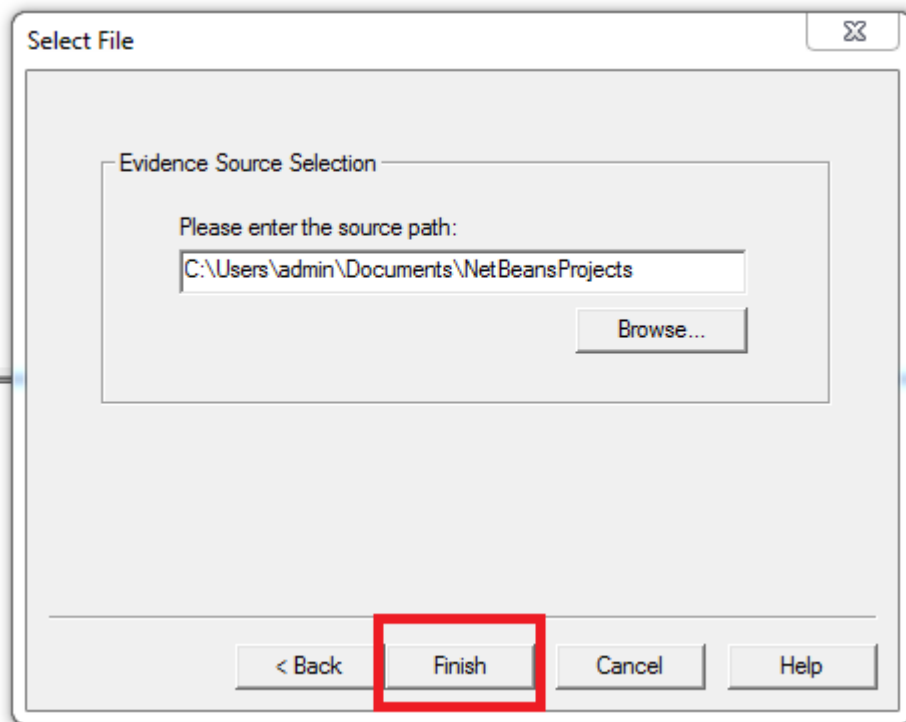 Select File
Evidence Source Selection
Please enter the source path:
C:\Users\admin\Documents\NetBeansProjects
Browse...
< Back Finish Cancel Help